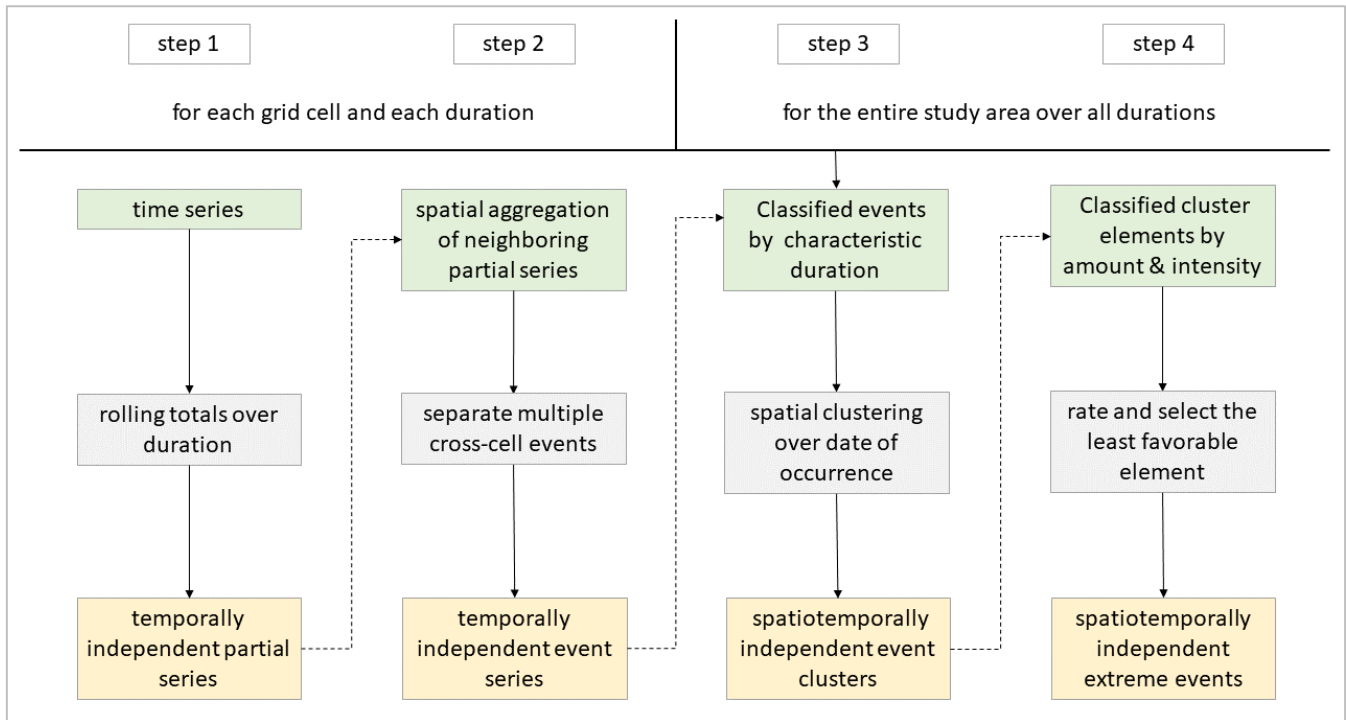 step 1
step 2
step 3
step 4
for each grid cell and each duration
for the entire study area over all durations
time series
rolling totals over
duration
temporally
independent partial
series
spatial aggregation
of neighboring
partial series
separate multiple
cross-cell events
temporally
independent event
series
Classified events
by characteristic
duration
spatial clustering
over date of
occurrence
spatiotemporally
independent event
clusters
Classified cluster
elements by
amount & intensity
rate and select the
least favorable
element
spatiotemporally
independent
extreme events